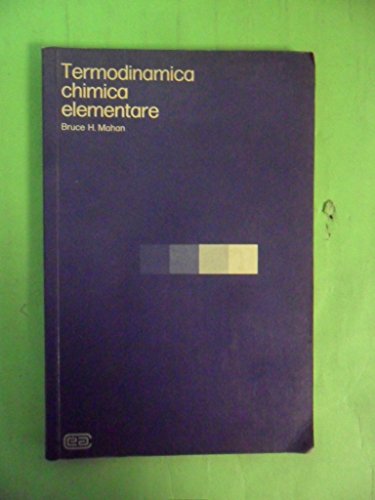 Termodinamica
chimica
elementare
Bruce H. Mahan